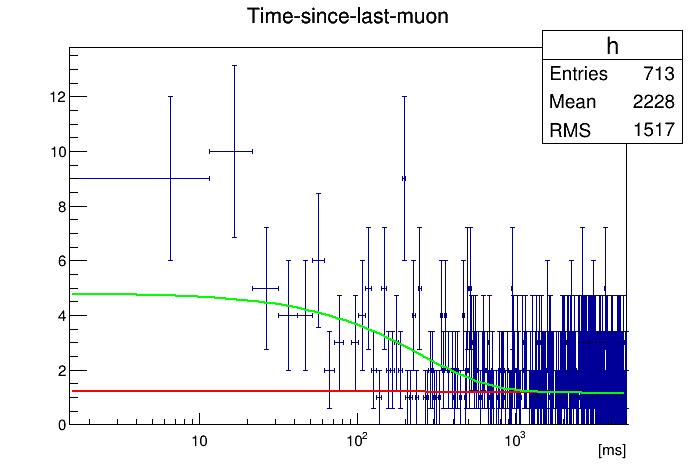 Time-since-last-muon
h
Entries 713
Mean 2228
RMS 1517
12
10
8
6
4
2
0
10 10² 10³
[ms]